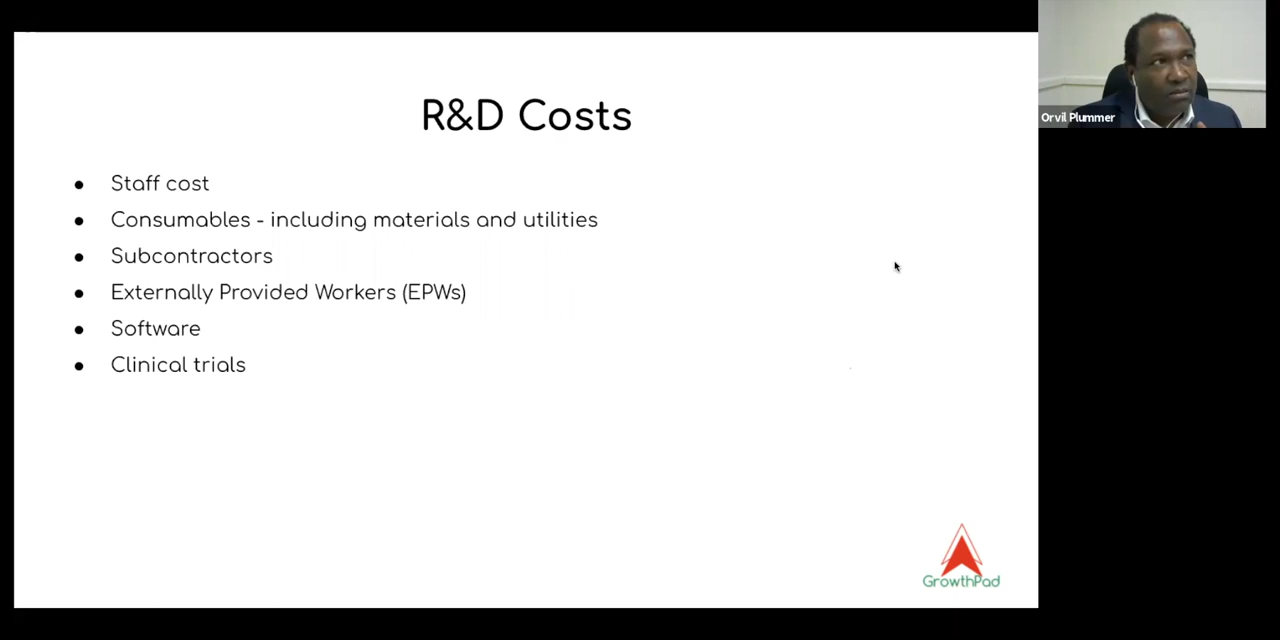 R&D Costs
● Staff cost
● Consumables - including materials and utilities
● Subcontractors
● Externally Provided Workers (EPWs)
● Software
● Clinical trials
GrowthPad
Orvil Plummer